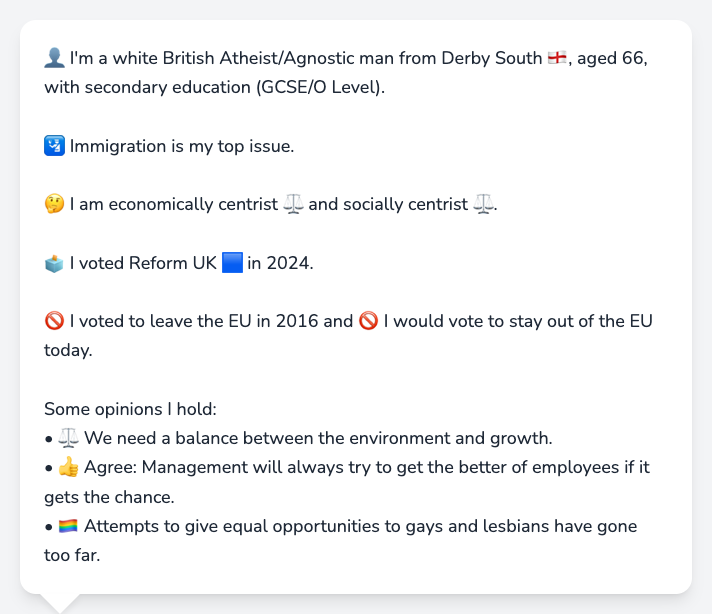 👤 I'm a white British Atheist/Agnostic man from Derby South 🏴󠁧󠁢󠁥󠁮󠁧󠁿, aged 66,
with secondary education (GCSE/O Level).
🛂 Immigration is my top issue.
🤔 I am economically centrist ⚖️ and socially centrist ⚖️.
🗳️ I voted Reform UK 🟦 in 2024.
🚫 I voted to leave the EU in 2016 and 🚫 I would vote to stay out of the EU
today.
Some opinions I hold:
• ⚖️ We need a balance between the environment and growth.
• 👍 Agree: Management will always try to get the better of employees if it
gets the chance.
• 🏳️‍🌈 Attempts to give equal opportunities to gays and lesbians have gone
too far.